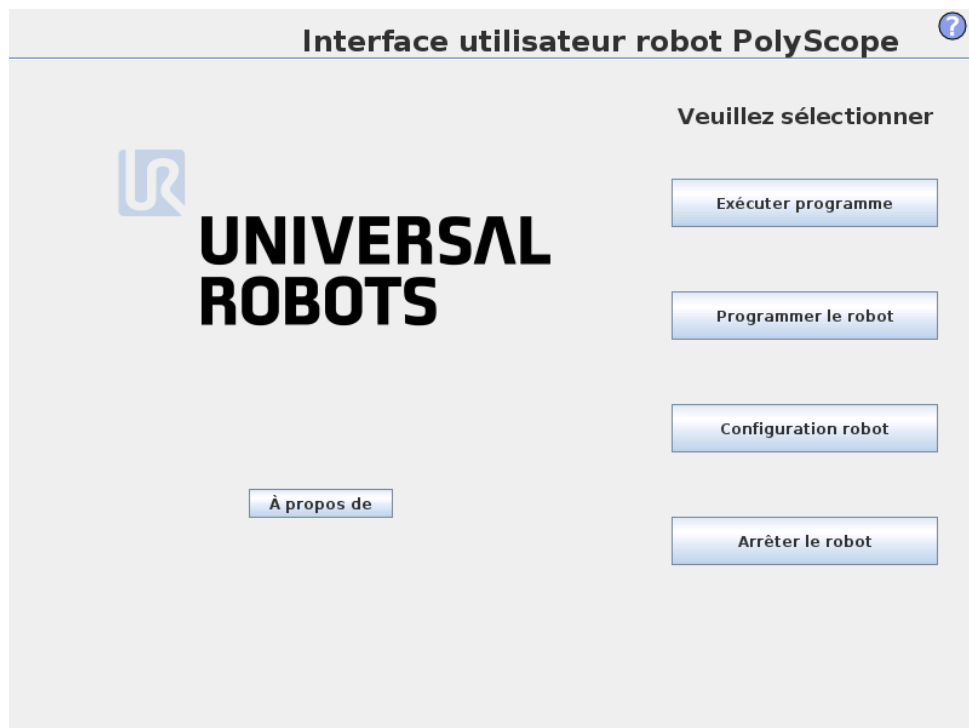 Interface utilisateur robot PolyScope
?
Veuillez sélectionner
UR
UNIVERSAL
ROBOTS
Exécuter programme
Programmer le robot
Configuration robot
À propos de
Arrêter le robot